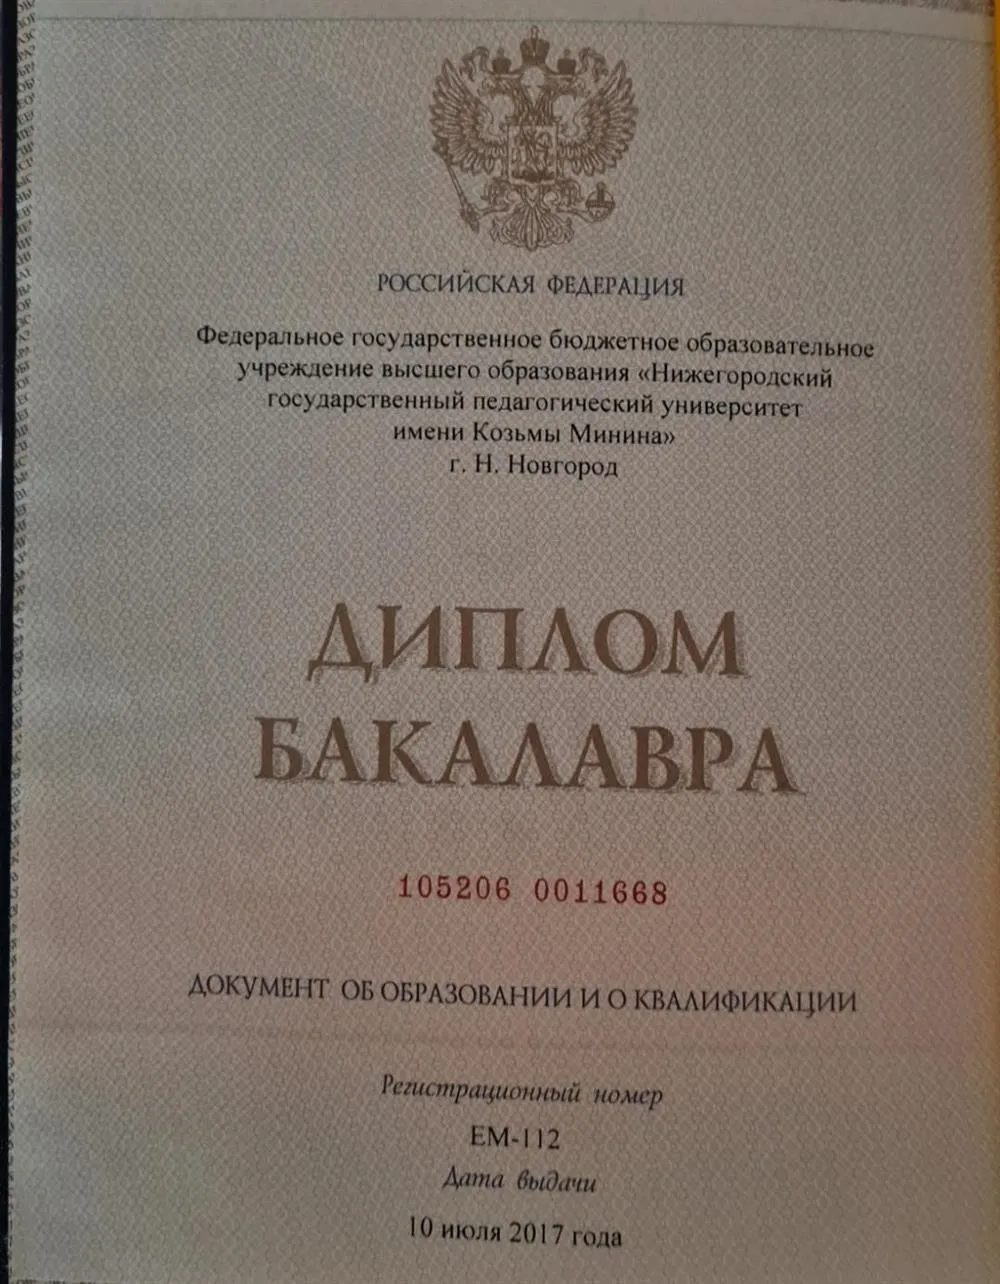 РОССИЙСКАЯ ФЕДЕРАЦИЯ
Федеральное государственное бюджетное образовательное
учреждение высшего образования «Нижегородский
государственный педагогический университет
имени Козьмы Минина»
г. Н. Новгород
ДИПЛОМ
БАКАЛАВРА
105206 0011668
ДОКУМЕНТ ОБ ОБРАЗОВАНИИ И О КВАЛИФИКАЦИИ
Регистрационный номер
ЕМ-112
Дата выдачи
10 июля 2017 года